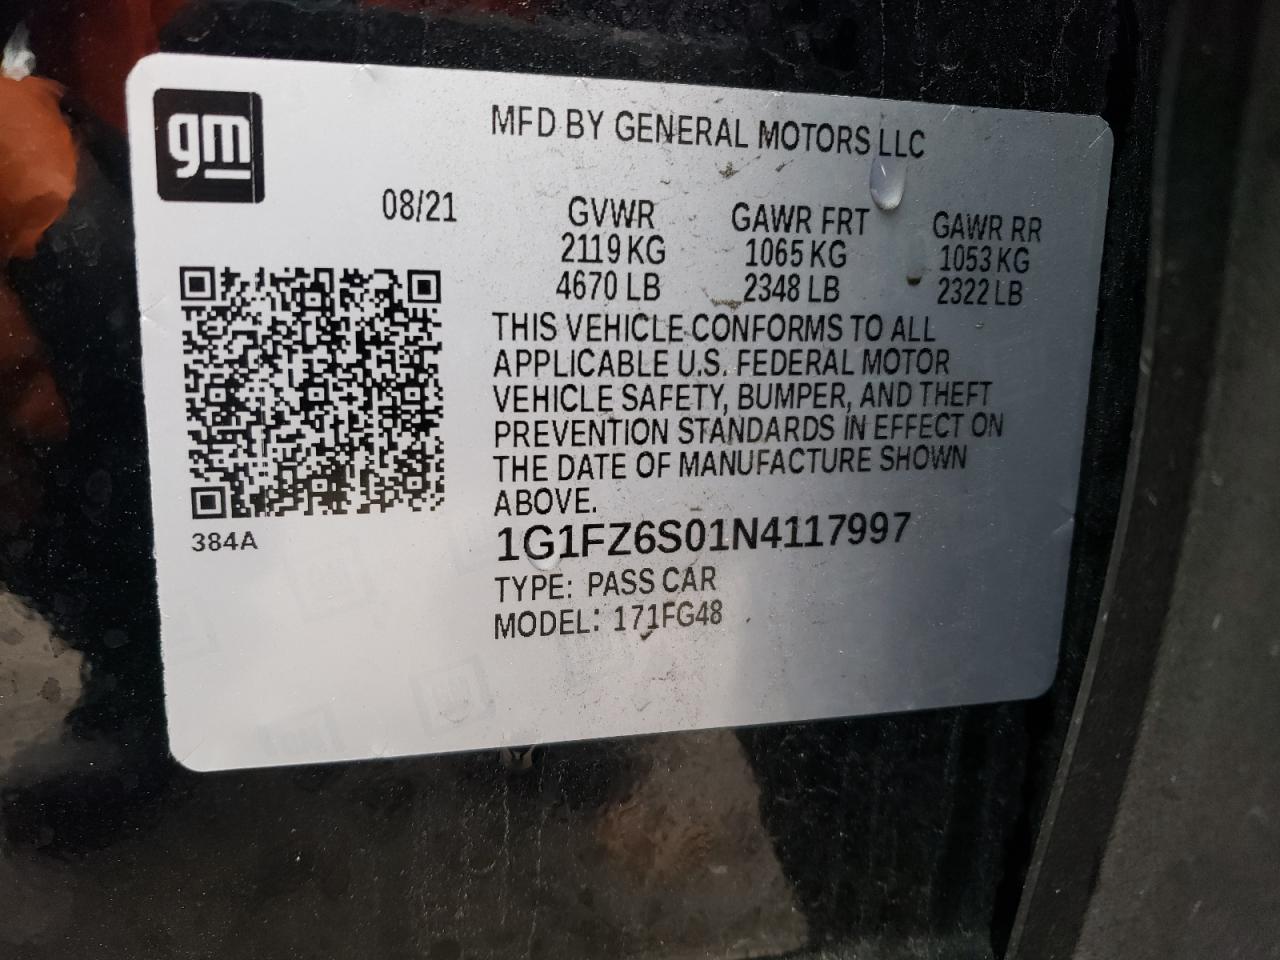 gm
MFD BY GENERAL MOTORS LLC
08/21
GVWR GAWR FRT GAWR RR
2119 KG 1065 KG 1053 KG
4670 LB 2348 LB 2322 LB
THIS VEHICLE CONFORMS TO ALL
APPLICABLE U.S. FEDERAL MOTOR
VEHICLE SAFETY, BUMPER, AND THEFT
PREVENTION STANDARDS IN EFFECT ON
THE DATE OF MANUFACTURE SHOWN
ABOVE.
384A
1G1FZ6S01N4117997
TYPE: PASS CAR
MODEL: 171FG48